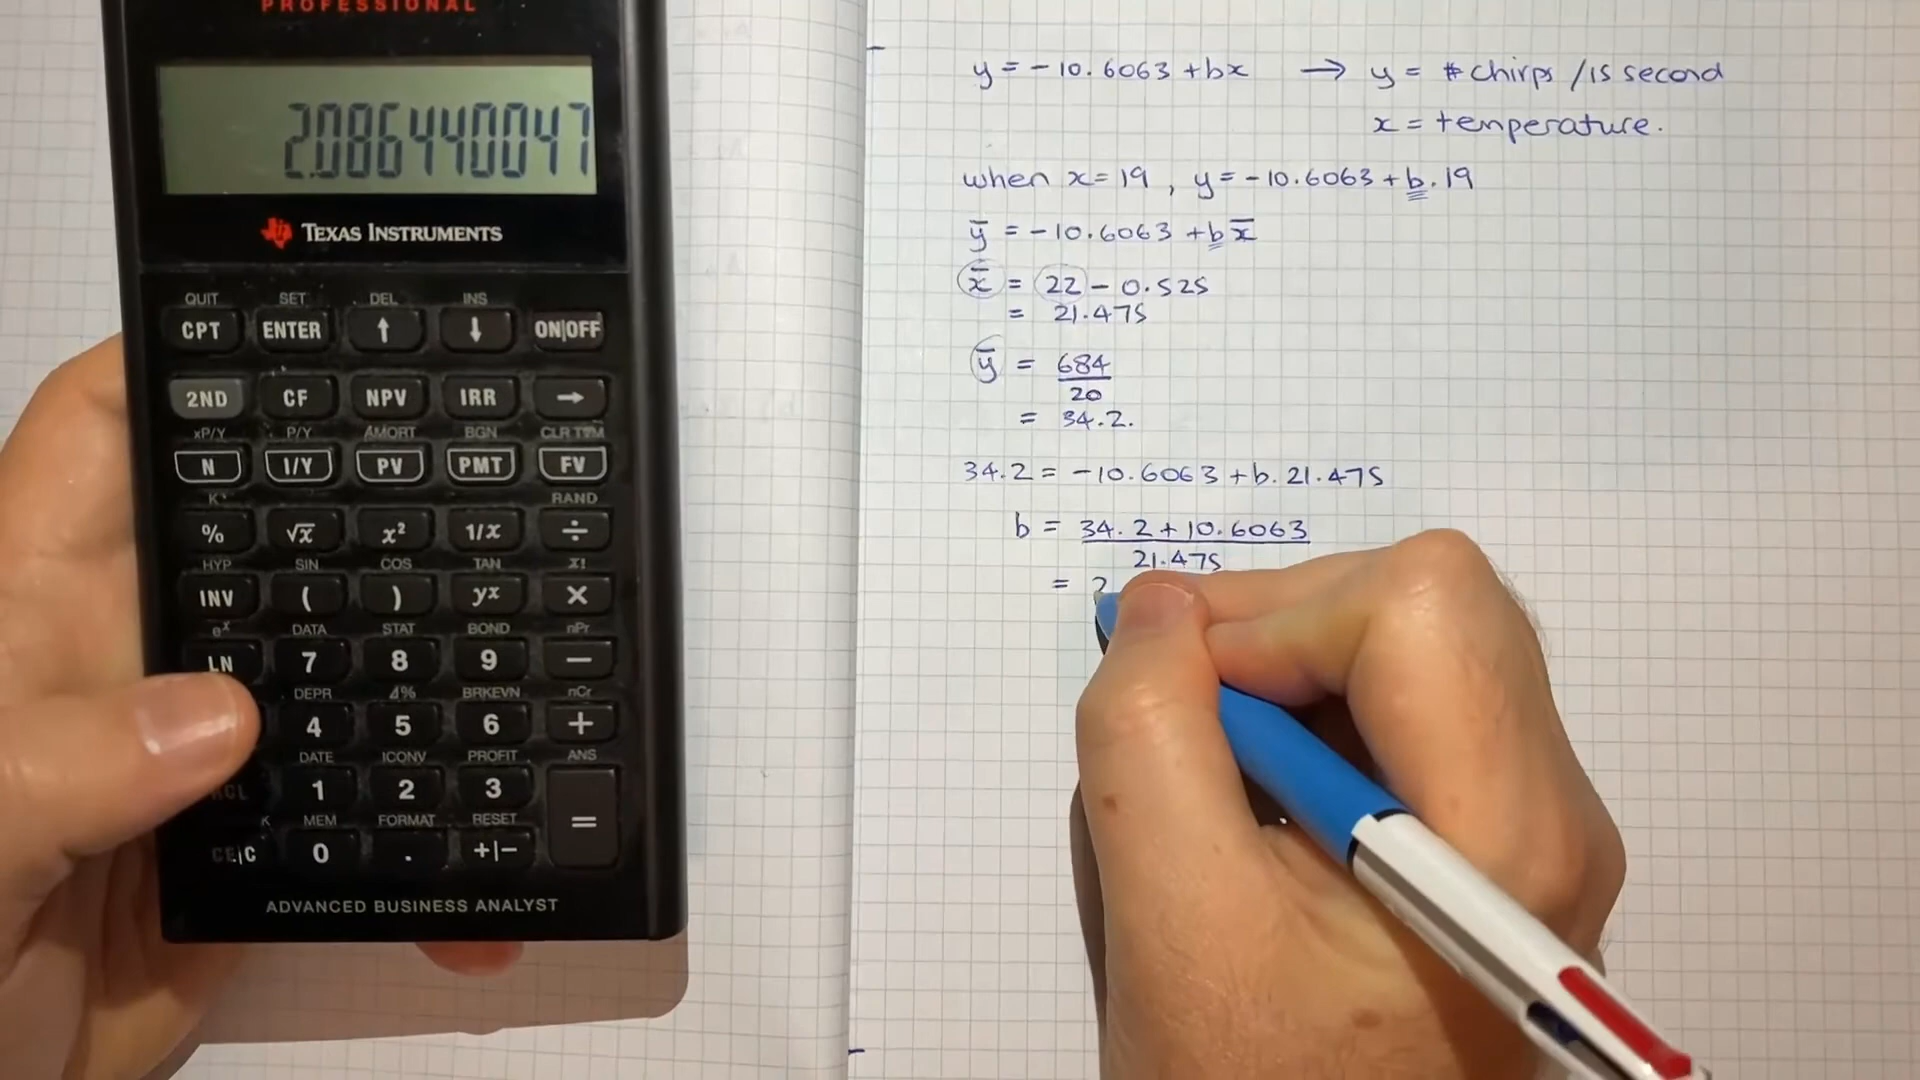 PROFESSIONAL
2.086440047
TEXAS INSTRUMENTS
QUIT SET DEL INS
CPT ENTER ↑ ↓ ON|OFF
2ND CF NPV IRR →
xP/Y P/Y AMORT BGN CLR TVM
N I/Y PV PMT FV
RAND
% √x x² 1/x ÷
HYP SIN COS TAN x!
INV ( ) yˣ ×
eˣ DATA STAT BOND nPr
LN 7 8 9 −
DEPR Δ% BRKEVN nCr
4 5 6 +
DATE ICONV PROFIT ANS
1 2 3 =
MEM FORMAT RESET
CE|C 0 . +|−
ADVANCED BUSINESS ANALYST
y = -10.6063 + bx → y = # chirps / 15 second
x = temperature.
when x = 19 , y = -10.6063 + b . 19
ȳ = -10.6063 + b x̄
x̄ = 22 - 0.525
= 21.475
ȳ = 684
20
= 34.2.
34.2 = -10.6063 + b. 21.475
b = 34.2 + 10.6063
21.475
= 2